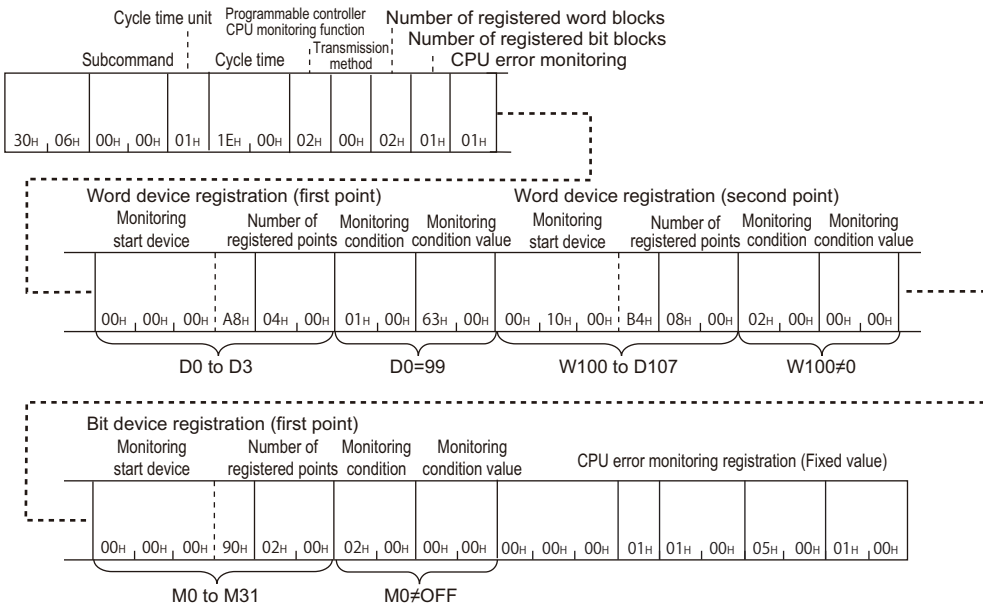 Cycle time unit
Programmable controller
CPU monitoring function
Number of registered word blocks
Number of registered bit blocks
Subcommand
Cycle time
Transmission
method
CPU error monitoring
30H 06H 00H 00H 01H 1EH 00H 02H 00H 02H 01H 01H
Word device registration (first point)
Word device registration (second point)
Monitoring
start device
Number of
registered points
Monitoring
condition
Monitoring
condition value
Monitoring
start device
Number of
registered points
Monitoring
condition
Monitoring
condition value
00H 00H 00H A8H 04H 00H 01H 00H 63H 00H 00H 10H 00H B4H 08H 00H 02H 00H 00H 00H
D0 to D3
D0=99
W100 to D107
W100≠0
Bit device registration (first point)
Monitoring
start device
Number of
registered points
Monitoring
condition
Monitoring
condition value
CPU error monitoring registration (Fixed value)
00H 00H 00H 90H 02H 00H 02H 00H 00H 00H 00H 00H 00H 01H 01H 00H 05H 00H 01H 00H
M0 to M31
M0≠OFF